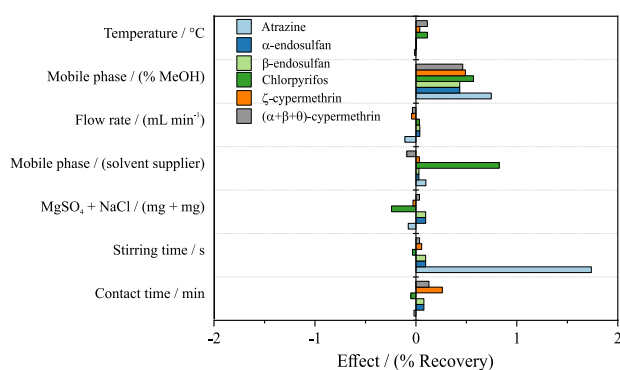 Temperature / °C
Mobile phase / (% MeOH)
Flow rate / (mL min⁻¹)
Mobile phase / (solvent supplier)
MgSO₄ + NaCl / (mg + mg)
Stirring time / s
Contact time / min
Atrazine
α-endosulfan
β-endosulfan
Chlorpyrifos
ζ-cypermethrin
(α+β+θ)-cypermethrin
-2 -1 0 1 2
Effect / (% Recovery)